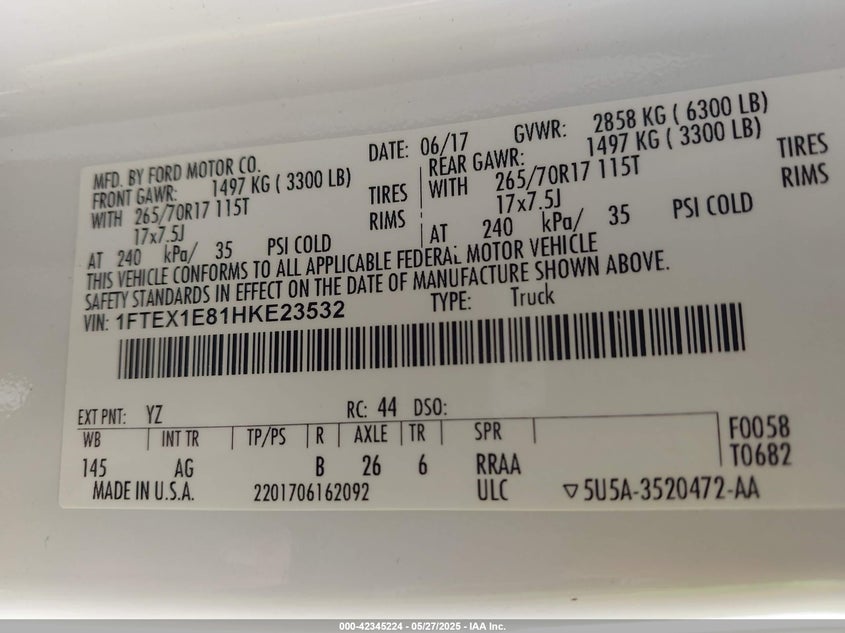 MFD. BY FORD MOTOR CO.
DATE: 06/17 GVWR: 2858 KG ( 6300 LB)
FRONT GAWR: 1497 KG ( 3300 LB)
REAR GAWR: 1497 KG ( 3300 LB)
WITH 265/70R17 115T TIRES
WITH 265/70R17 115T TIRES
17x7.5J RIMS
17x7.5J RIMS
AT 240 kPa/ 35 PSI COLD
AT 240 kPa/ 35 PSI COLD
THIS VEHICLE CONFORMS TO ALL APPLICABLE FEDERAL MOTOR VEHICLE
SAFETY STANDARDS IN EFFECT ON THE DATE OF MANUFACTURE SHOWN ABOVE.
VIN: 1FTEX1E81HKE23532 TYPE: Truck
EXT PNT: YZ RC: 44 DSO:
WB INT TR TP/PS R AXLE TR SPR F0058
145 AG B 26 6 RRAA T0682
MADE IN U.S.A. 2201706162092 ULC ▽5U5A-3520472-AA
000-42345224 - 05/27/2025 - IAA Inc.